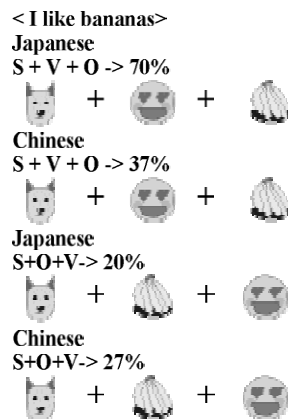 < I like bananas>
Japanese
S + V + O -> 70%
+ +
Chinese
S + V + O -> 37%
+ +
Japanese
S+O+V-> 20%
+ +
Chinese
S+O+V-> 27%
+ +